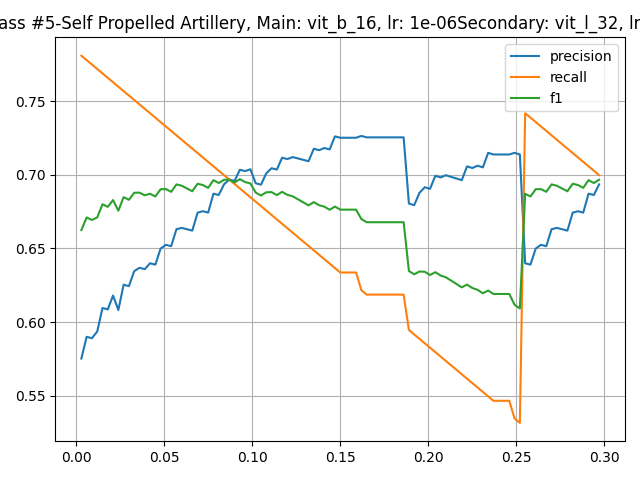 ass #5-Self Propelled Artillery, Main: vit_b_16, lr: 1e-06Secondary: vit_l_32, lr
precision
recall
f1
0.75
0.70
0.65
0.60
0.55
0.00 0.05 0.10 0.15 0.20 0.25 0.30